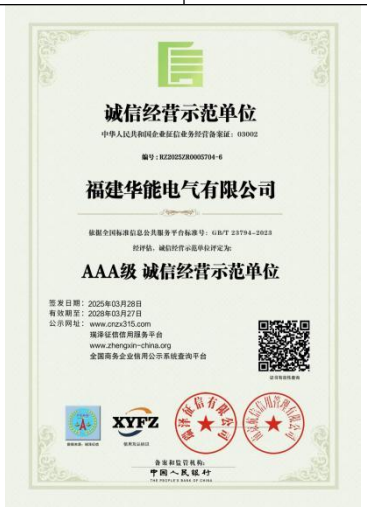 诚信经营示范单位
中华人民共和国企业征信业务经营备案证:03002
编号:RZ2025ZR0005704-6
福建华能电气有限公司
依据全国标准信息公共服务平台标准号:GB/T 23794-2023
经评估,诚信经营示范单位评定为:
AAA级 诚信经营示范单位
签发日期:2025年03月28日
有效期至:2028年03月27日
公示网址:www.cnzx315.com
瑞泽征信信用服务平台
www.zhengxin-china.org
全国商务企业信用公示系统查询平台
XYFZ
瑞泽征信有限公司
备案和监管机构:
中国人民银行
THE PEOPLE'S BANK OF CHINA